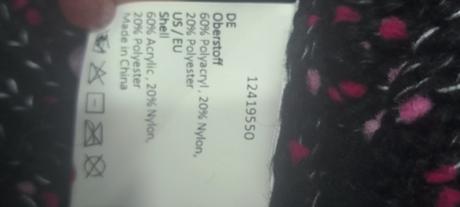 12419550
DE
Oberstoff
60% Polyacryl, 20% Nylon,
20% Polyester
US / EU
Shell
60% Acrylic, 20% Nylon,
20% Polyester
Made in China